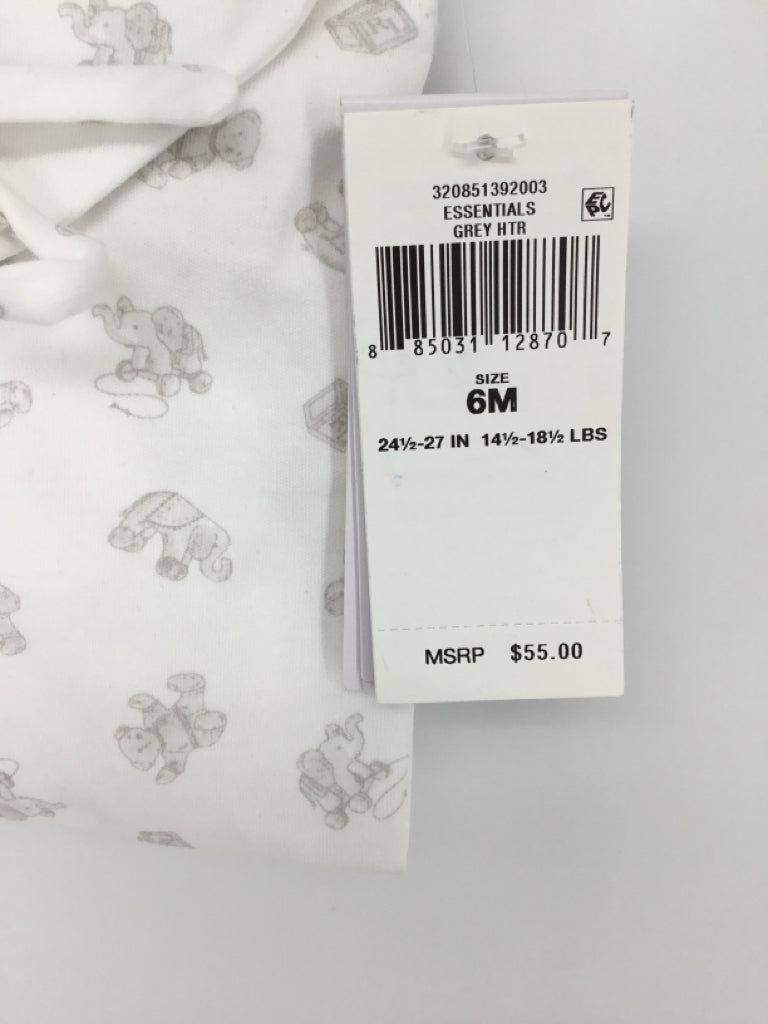 320851392003
ESSENTIALS
GREY HTR
8 85031 12870 7
SIZE
6M
24½-27 IN 14½-18½ LBS
MSRP $55.00